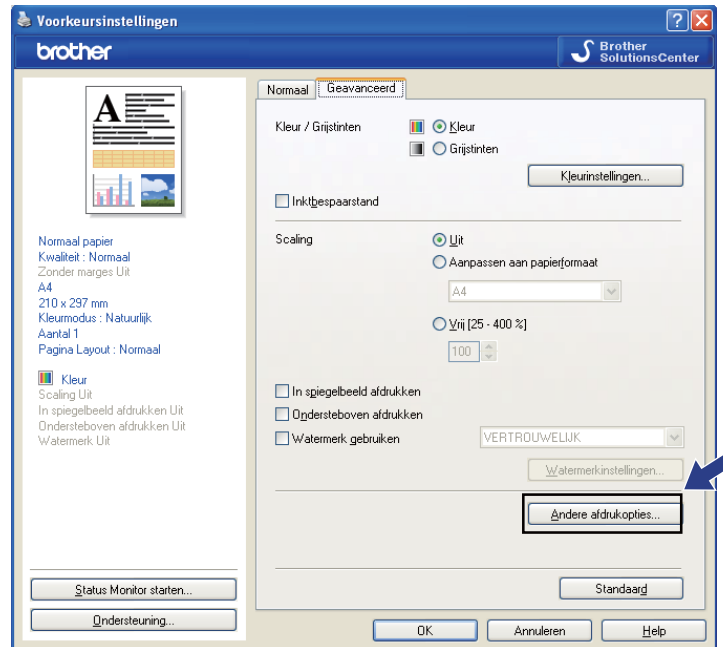 Voorkeursinstellingen
brother
Brother
SolutionsCenter
A
Normaal papier
Kwaliteit : Normaal
Zonder marges Uit
A4
210 x 297 mm
Kleurmodus : Natuurlijk
Aantal 1
Pagina Layout : Normaal
Kleur
Scaling Uit
In spiegelbeeld afdrukken Uit
Ondersteboven afdrukken Uit
Watermerk Uit
Status Monitor starten...
Ondersteuning...
Normaal
Geavanceerd
Kleur / Grijstinten
Kleur
Grijstinten
Kleurinstellingen...
Inktbespaarstand
Scaling
Uit
Aanpassen aan papierformaat
A4
Vrij [25 - 400 %]
100
In spiegelbeeld afdrukken
Ondersteboven afdrukken
Watermerk gebruiken
VERTROUWELIJK
Watermerkinstellingen...
Andere afdrukopties...
Standaard
OK
Annuleren
Help